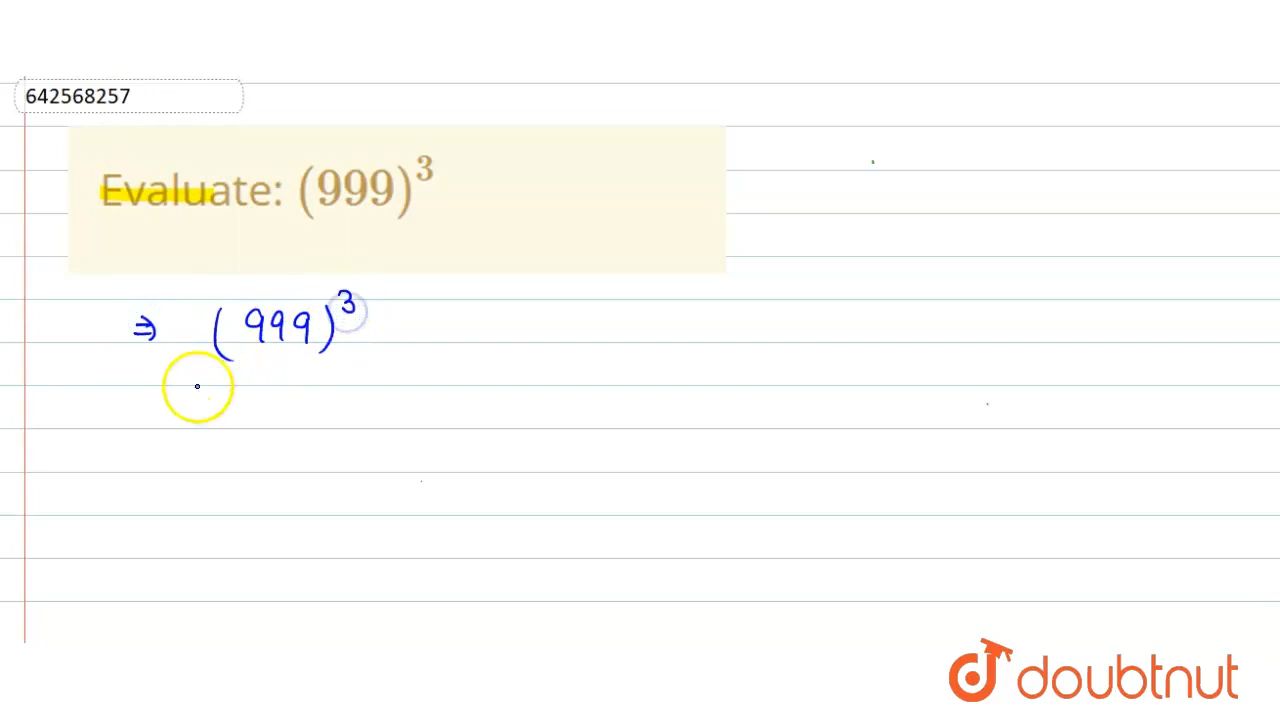 642568257
Evaluate: (999)^3
⇒ (999)^3
doubtnut